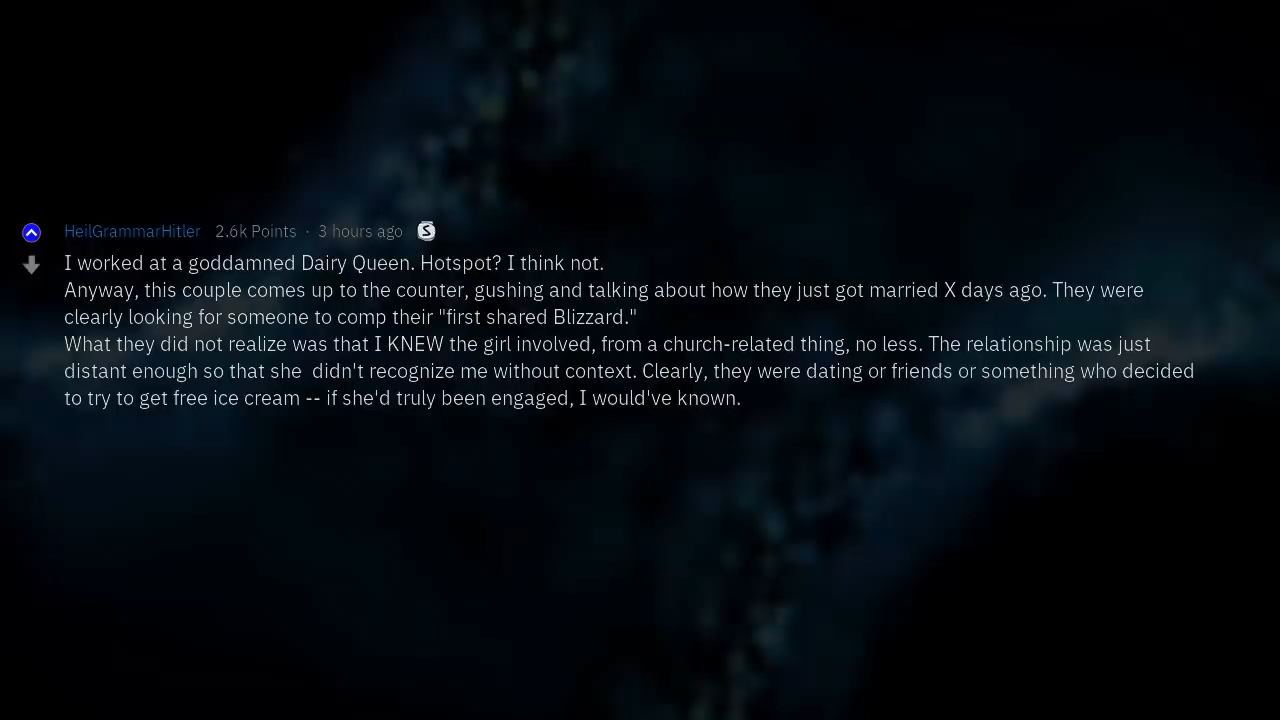 HeilGrammarHitler 2.6k Points · 3 hours ago S
I worked at a goddamned Dairy Queen. Hotspot? I think not.
Anyway, this couple comes up to the counter, gushing and talking about how they just got married X days ago. They were
clearly looking for someone to comp their "first shared Blizzard."
What they did not realize was that I KNEW the girl involved, from a church-related thing, no less. The relationship was just
distant enough so that she  didn't recognize me without context. Clearly, they were dating or friends or something who decided
to try to get free ice cream -- if she'd truly been engaged, I would've known.